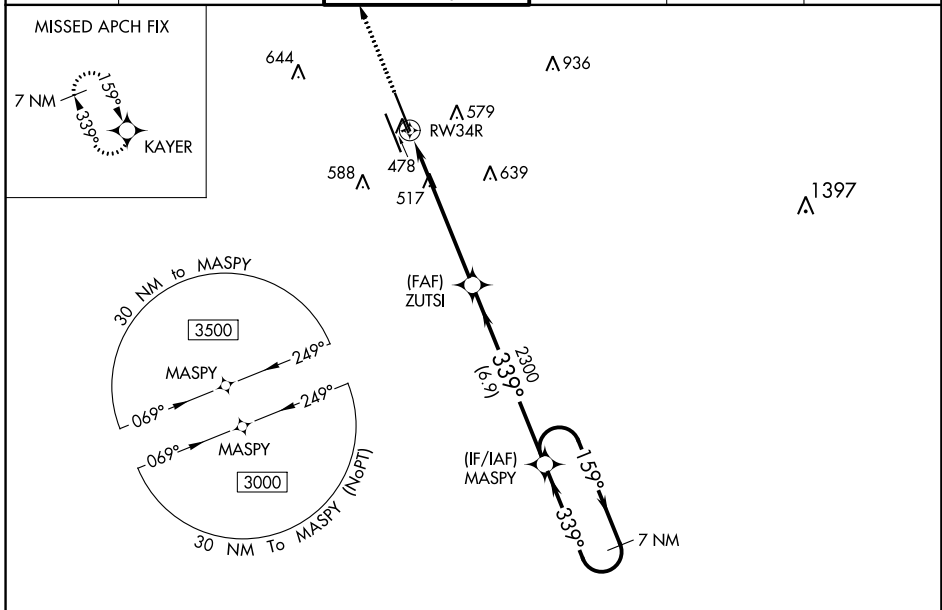 MISSED APCH FIX
7 NM
159°
339°
KAYER
644
936
579
RW34R
478
588
517
639
1397
(FAF)
ZUTSI
2300
339°
(6.9)
(IF/IAF)
MASPY
159°
339°
7 NM
30 NM to MASPY
3500
MASPY
249°
069°
249°
069°
MASPY
3000
30 NM To MASPY (NoPT)